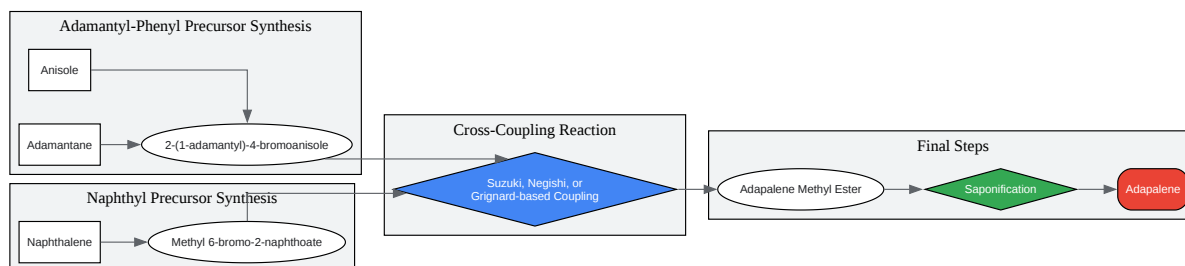 Adamantyl-Phenyl Precursor Synthesis
Anisole
Adamantane
2-(1-adamantyl)-4-bromoanisole
Naphthyl Precursor Synthesis
Naphthalene
Methyl 6-bromo-2-naphthoate
Cross-Coupling Reaction
Suzuki, Negishi, or
Grignard-based Coupling
Final Steps
Adapalene Methyl Ester
Saponification
Adapalene